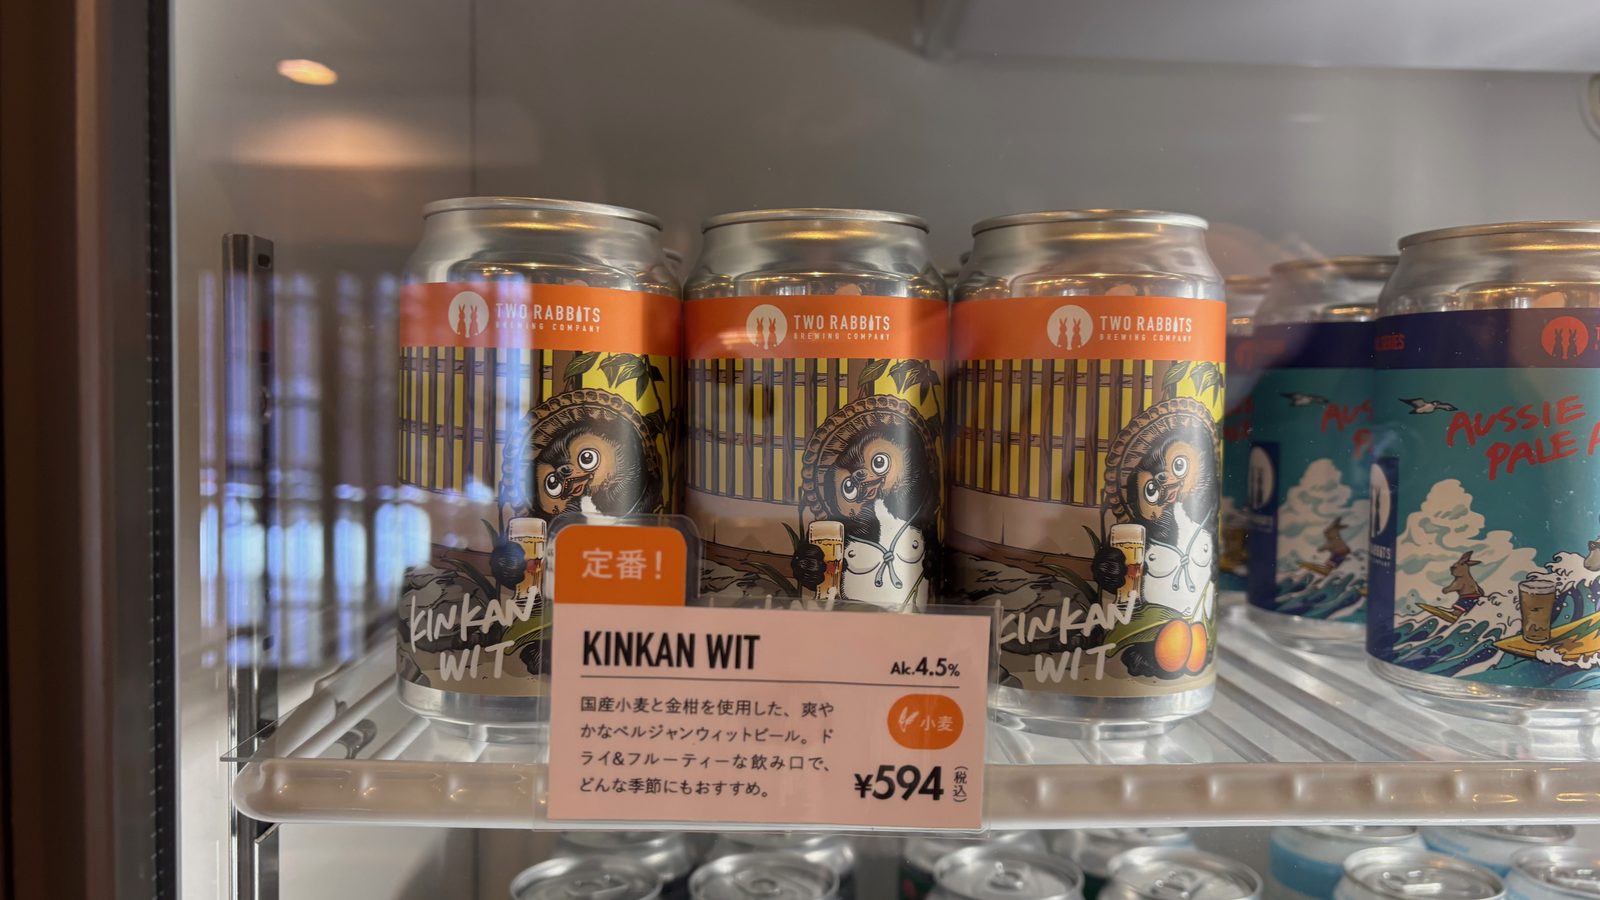 TWO RABBITS
BREWING COMPANY
TWO RABBITS
BREWING COMPANY
TWO RABBITS
BREWING COMPANY
SERIES
AUSSIE
PALE A
KINKAN
WIT
KINKAN
WIT
定番!
KINKAN WIT
Ak.4.5%
国産小麦と金柑を使用した、爽や
かなベルジャンウィットビール。ド
ライ&フルーティーな飲み口で、
どんな季節にもおすすめ。
小麦
¥594(税込)